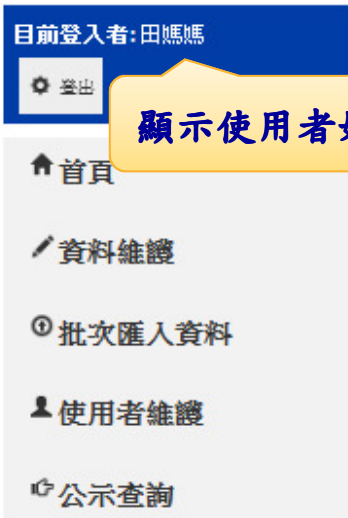 目前登入者:田媽媽
登出
顯示使用者
首頁
資料維護
批次匯入資料
使用者維護
公示查詢